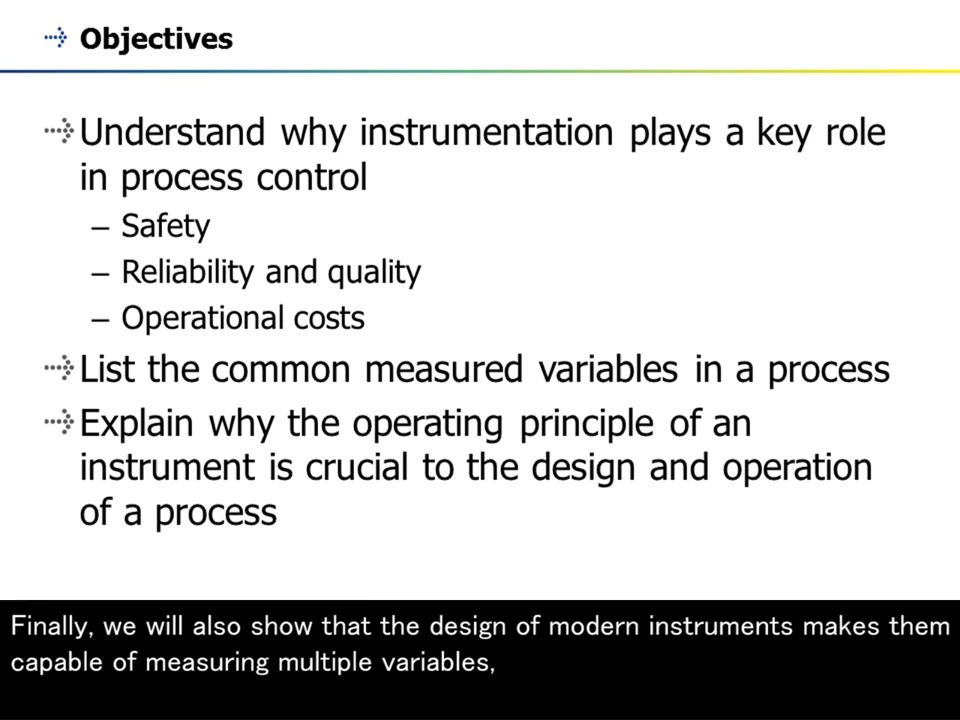 Objectives
Understand why instrumentation plays a key role
in process control
– Safety
– Reliability and quality
– Operational costs
List the common measured variables in a process
Explain why the operating principle of an
instrument is crucial to the design and operation
of a process
Finally, we will also show that the design of modern instruments makes them
capable of measuring multiple variables,